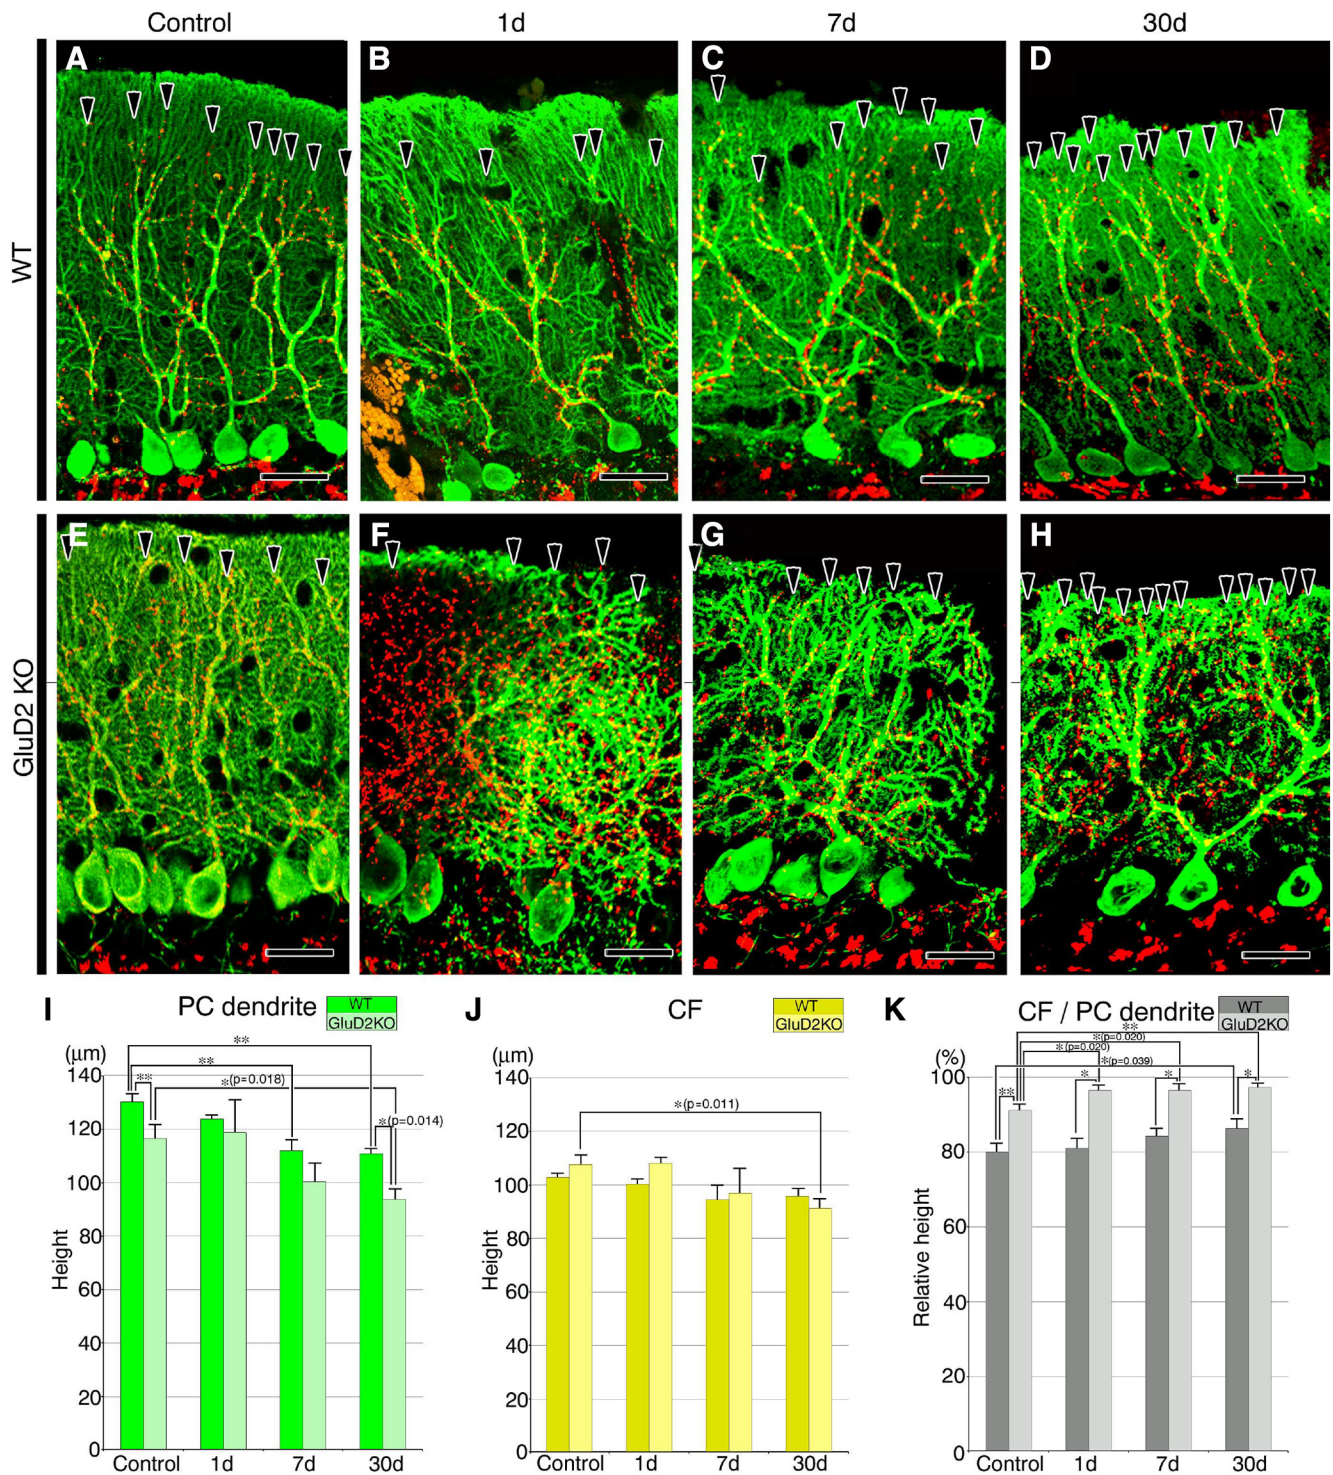 Control 1d 7d 30d
WT
A B C D
GluD2 KO
E F G H
I PC dendrite WT GluD2KO
(μm)
140
120
100
80
60
40
20
0
Height
** 
**
**
*(p=0.018)
*(p=0.014)
Control 1d 7d 30d
J CF WT GluD2KO
(μm)
140
120
100
80
60
40
20
0
Height
*(p=0.011)
Control 1d 7d 30d
K CF / PC dendrite WT GluD2KO
(%)
100
80
60
40
20
0
Relative height
**
*(p=0.020)
*(p=0.020)
*(p=0.039)
**
*
*
*
Control 1d 7d 30d